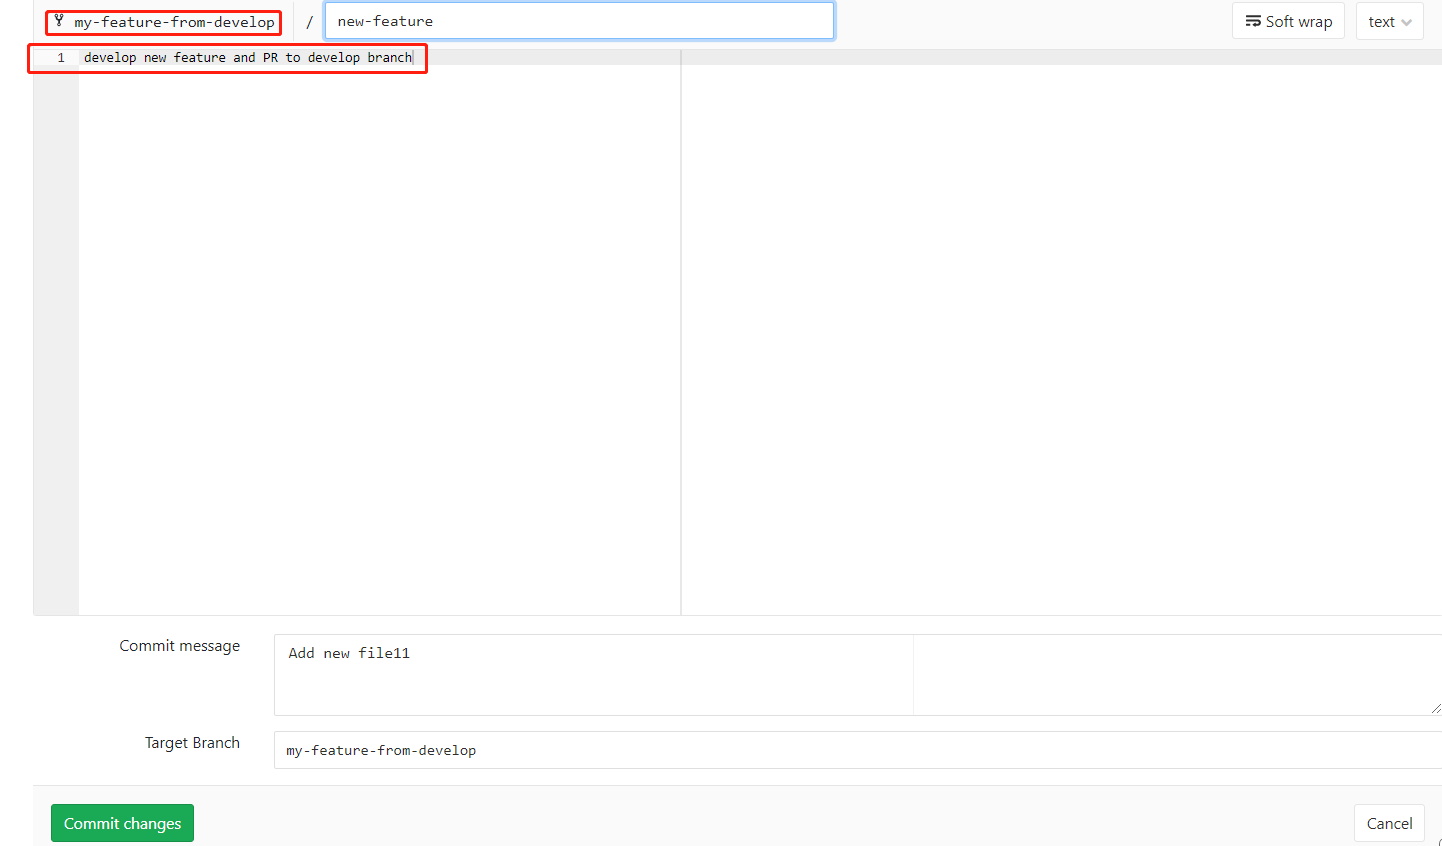 my-feature-from-develop / new-feature Soft wrap text
1 develop new feature and PR to develop branch
Commit message Add new file11
Target Branch my-feature-from-develop
Commit changes Cancel